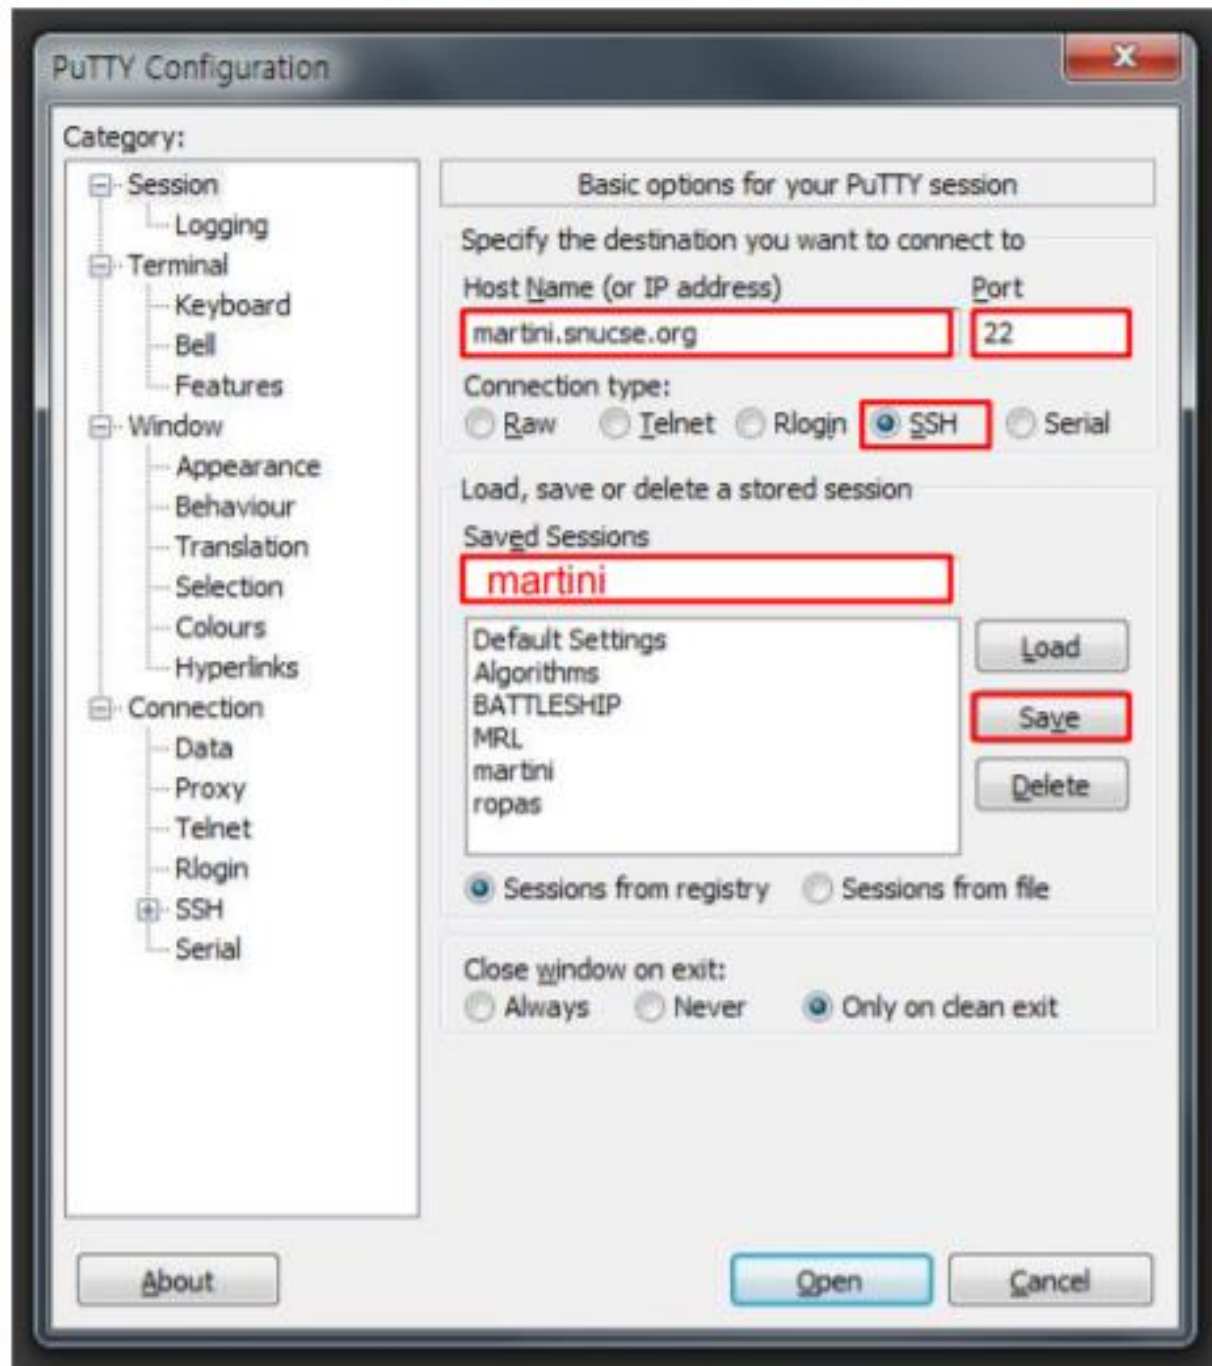 PuTTY Configuration
Category:
Session
Logging
Terminal
Keyboard
Bell
Features
Window
Appearance
Behaviour
Translation
Selection
Colours
Hyperlinks
Connection
Data
Proxy
Telnet
Rlogin
SSH
Serial
Basic options for your PuTTY session
Specify the destination you want to connect to
Host Name (or IP address) Port
martini.snucse.org 22
Connection type:
Raw Telnet Rlogin SSH Serial
Load, save or delete a stored session
Saved Sessions
martini
Default Settings
Algorithms
BATTLESHIP
MRL
martini
ropas
Load
Save
Delete
Sessions from registry Sessions from file
Close window on exit:
Always Never Only on clean exit
About Open Cancel